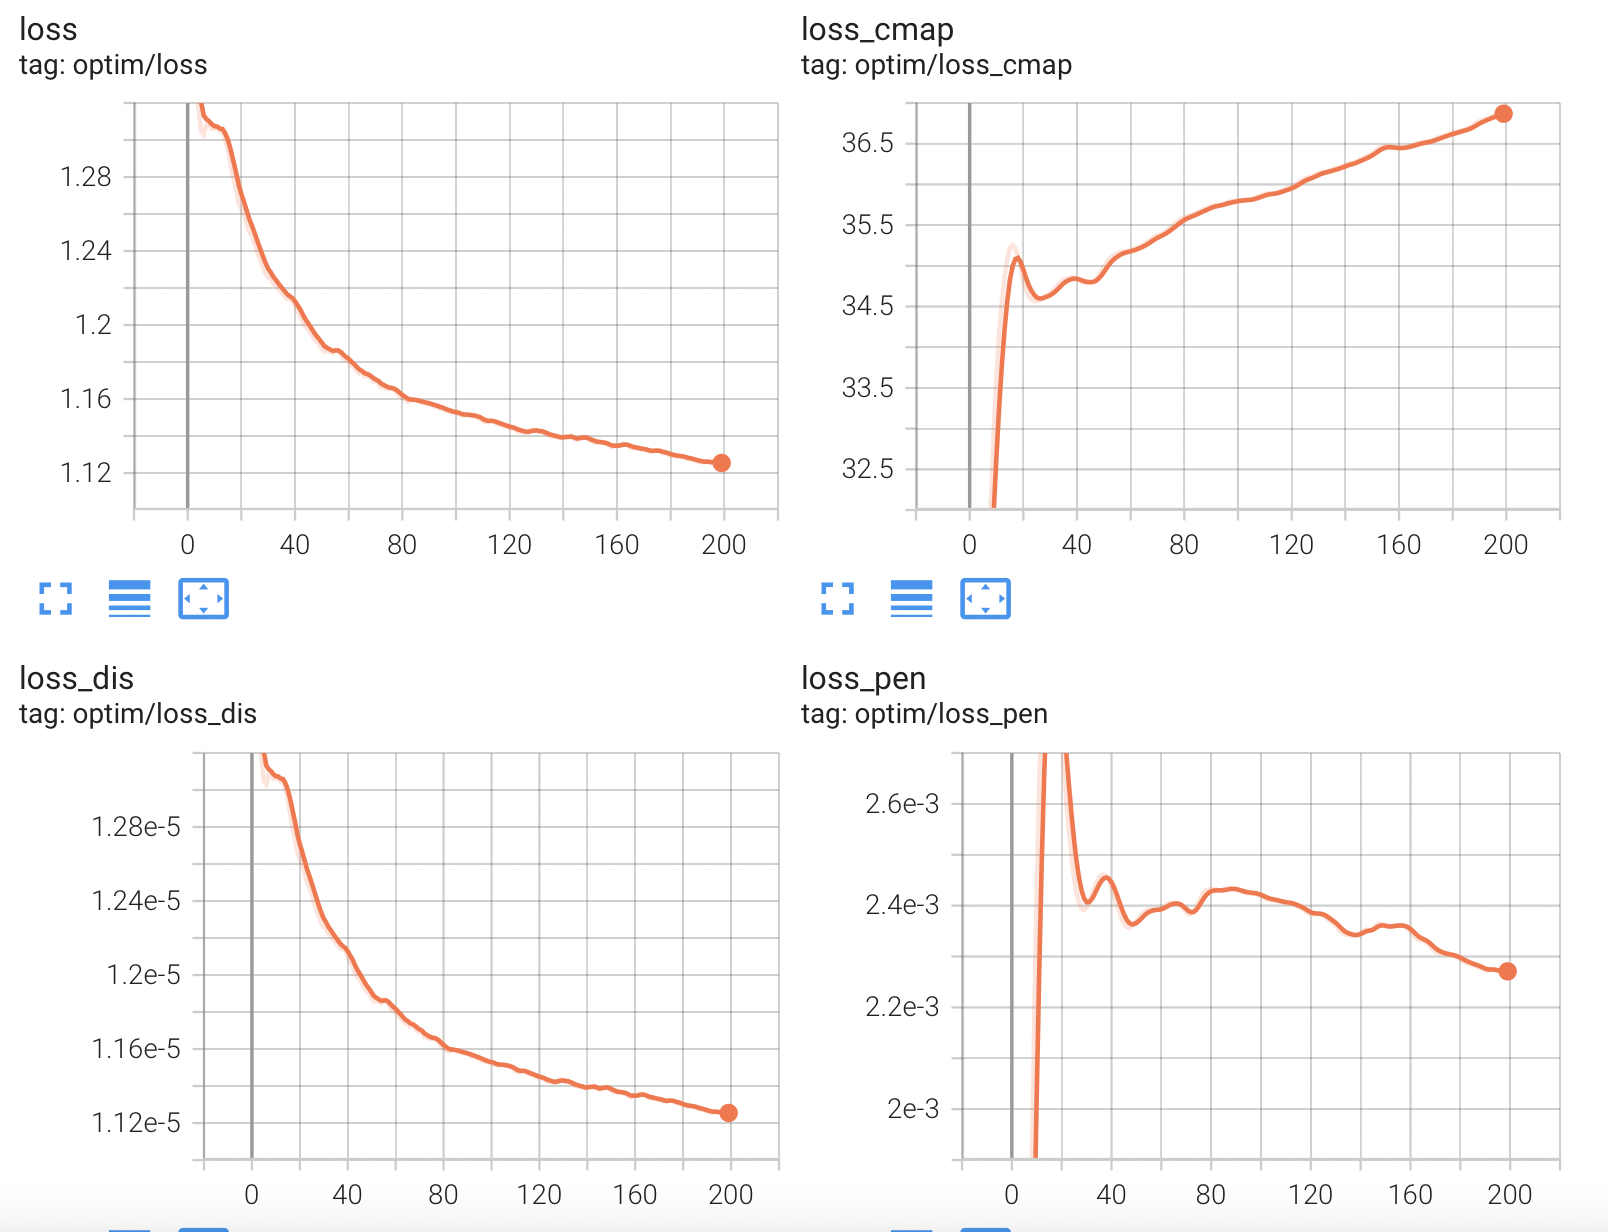 loss
tag: optim/loss
1.28
1.24
1.2
1.16
1.12
0 40 80 120 160 200
loss_cmap
tag: optim/loss_cmap
36.5
35.5
34.5
33.5
32.5
0 40 80 120 160 200
loss_dis
tag: optim/loss_dis
1.28e-5
1.24e-5
1.2e-5
1.16e-5
1.12e-5
0 40 80 120 160 200
loss_pen
tag: optim/loss_pen
2.6e-3
2.4e-3
2.2e-3
2e-3
0 40 80 120 160 200